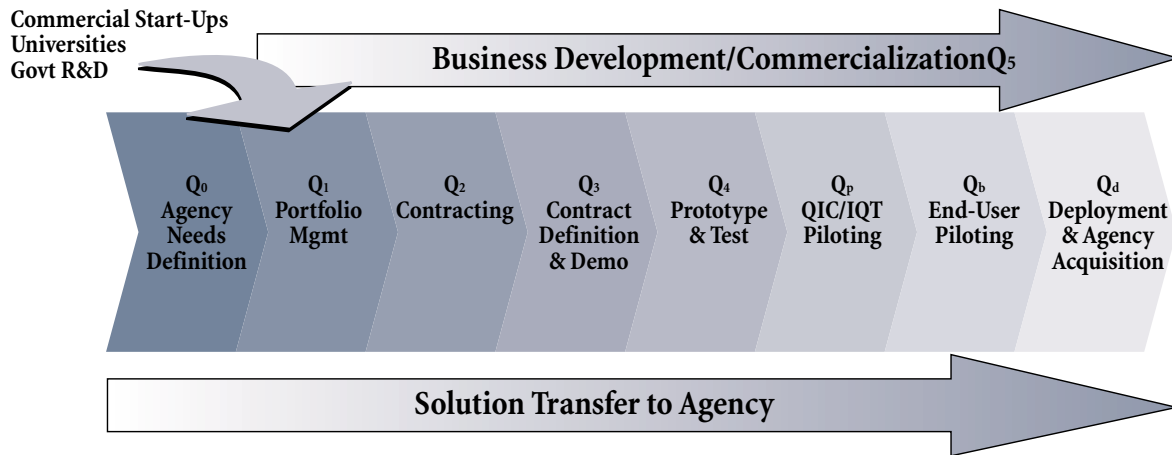 Commercial Start-Ups
Universities
Govt R&D
Business Development/CommercializationQ5
Q0
Agency
Needs
Definition
Q1
Portfolio
Mgmt
Q2
Contracting
Q3
Contract
Definition
& Demo
Q4
Prototype
& Test
Qp
QIC/IQT
Piloting
Qb
End-User
Piloting
Qd
Deployment
& Agency
Acquisition
Solution Transfer to Agency